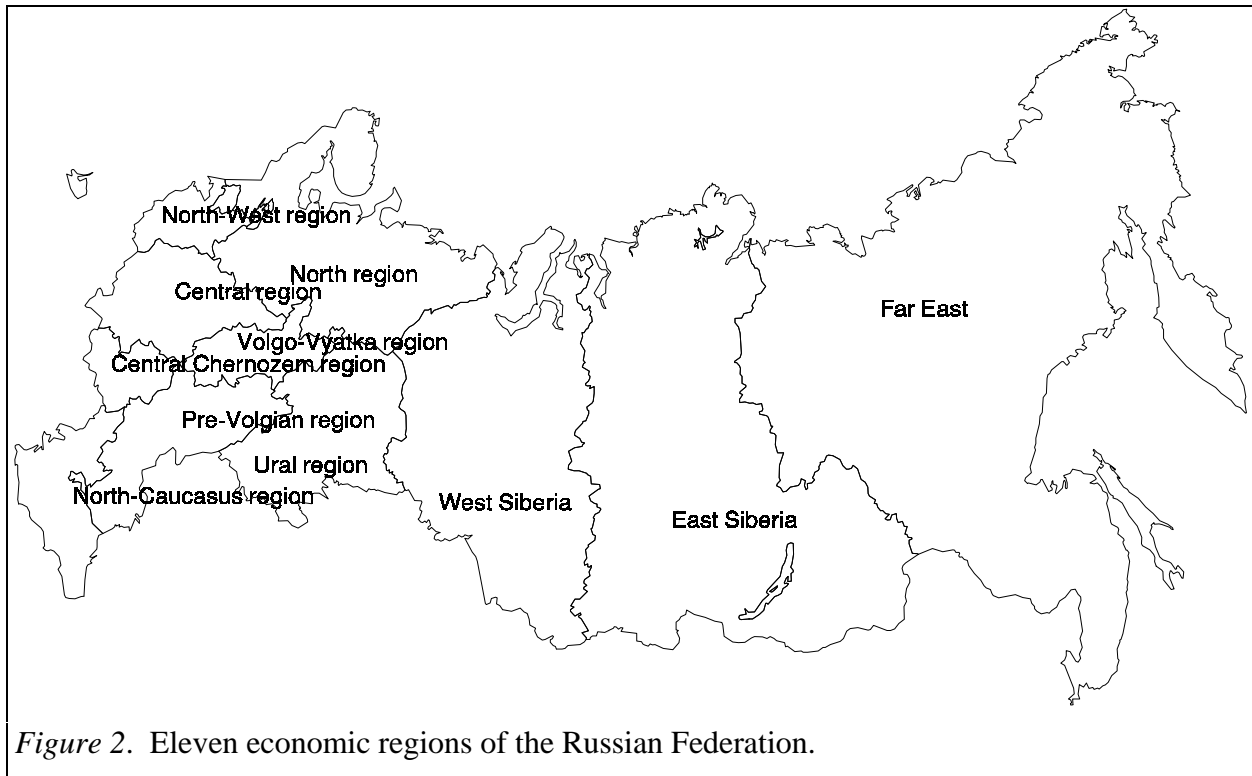 North-West region
North region
Central region
Far East
Volgo-Vyatka region
Central Chernozem region
Pre-Volgian region
Ural region
North-Caucasus region
West Siberia
East Siberia
Figure 2. Eleven economic regions of the Russian Federation.